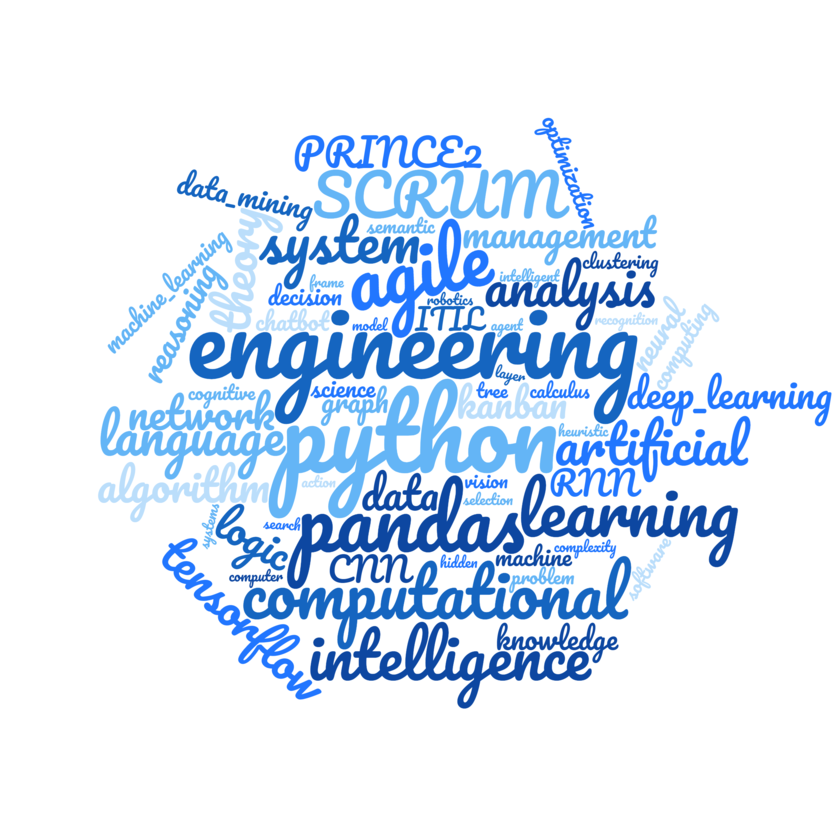 optimization
PRINCE2
SCRUM
data_mining
semantic
management
system
theory
agile
clustering
machine_learning
intelligent
analysis
reasoning
frame
decision
robotics
ITIL
chatbot
model
agent
recognition
neural
computing
engineering
layer
cognitive
science
tree
calculus
deep_learning
graph
kanban
network
language
python
heuristic
artificial
algorithm
action
data
vision
RNN
selection
systems
search
logic
pandas
learning
complexity
computer
CNN
hidden
machine
problem
software
tensorflow
computational
knowledge
intelligence